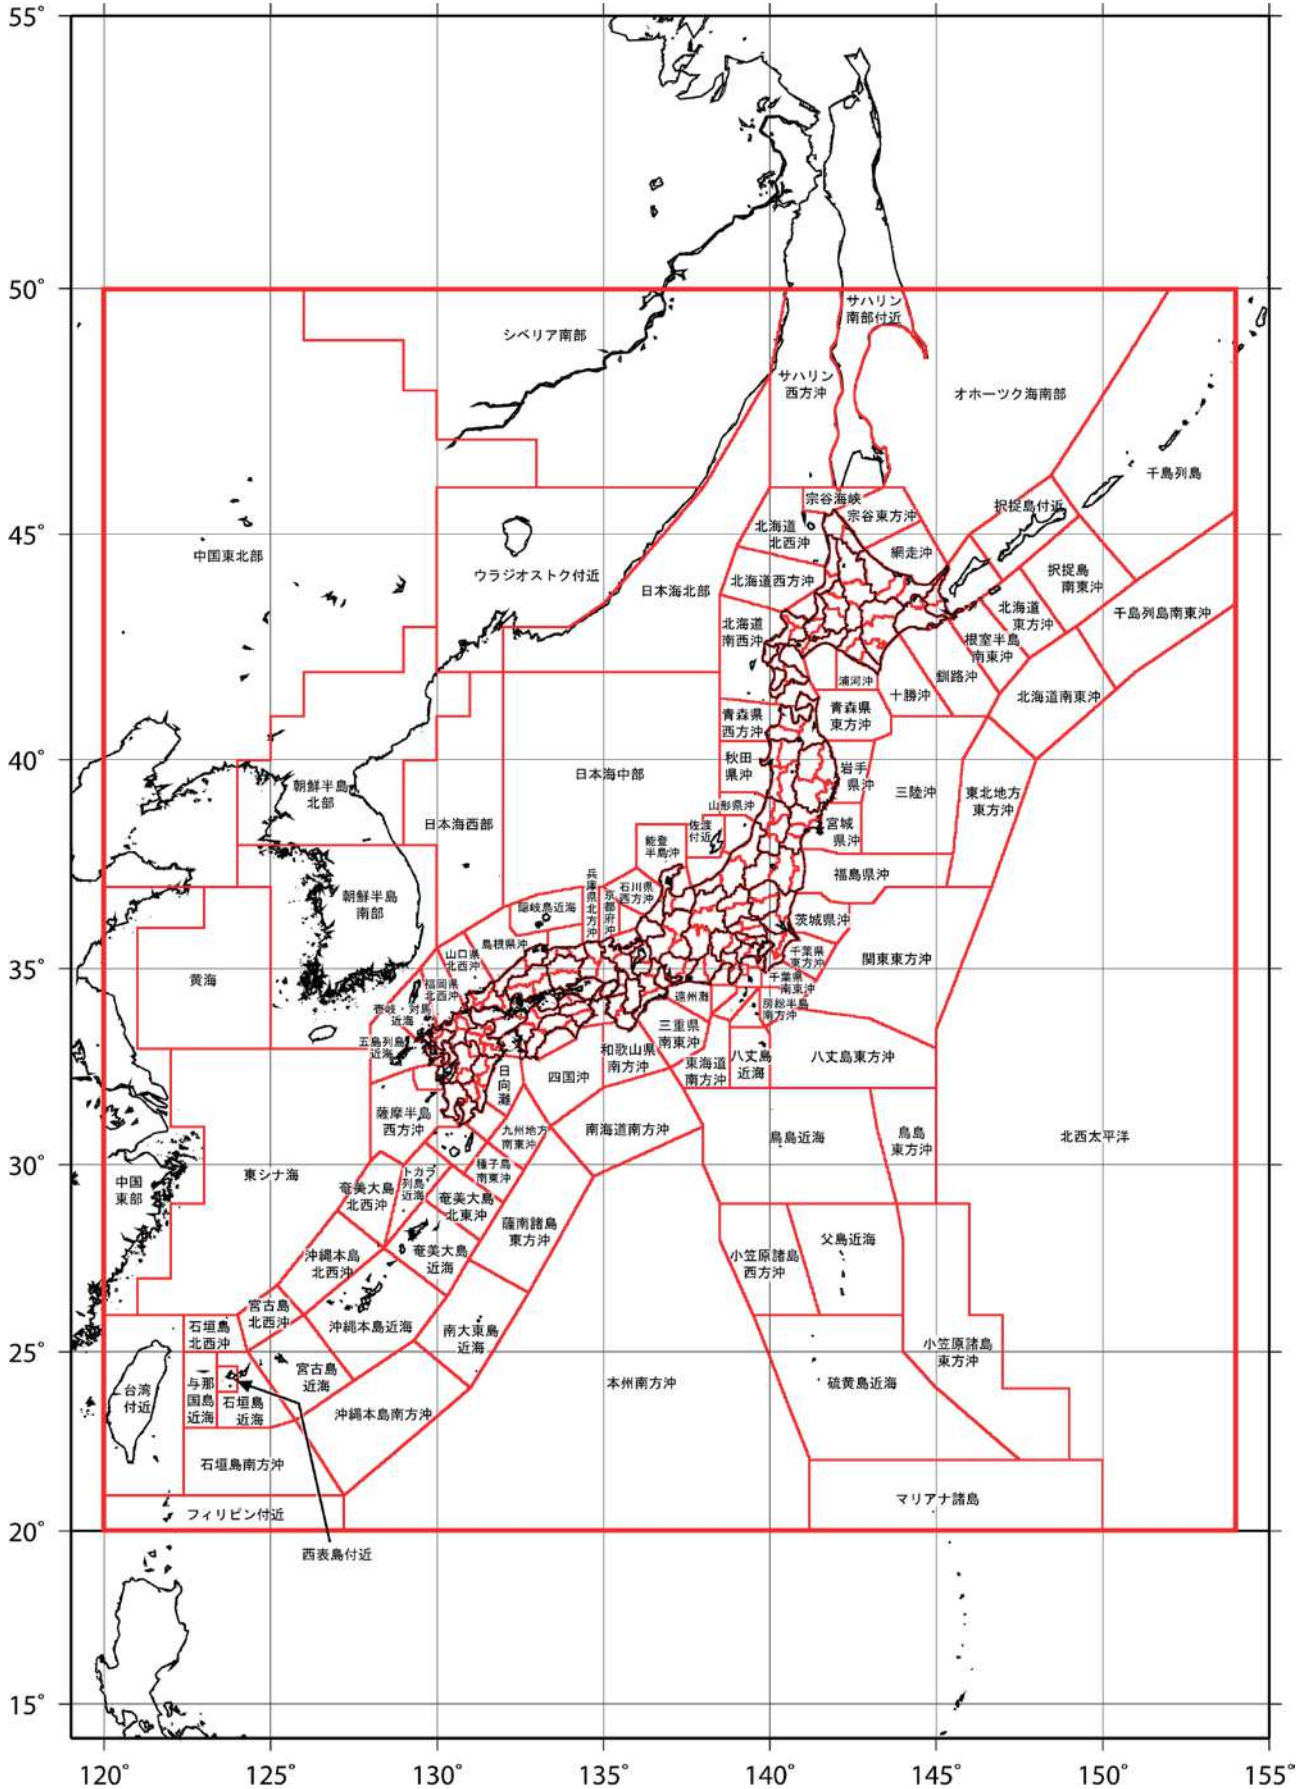 55°
50°
サハリン
南部付近
シベリア南部
サハリン
西方沖
オホーツク海南部
千島列島
宗谷海峡
択捉島付近
宗谷東方沖
北海道
北西沖
45°
網走沖
中国東北部
ウラジオストク付近
北海道西方沖
択捉島
南東沖
日本海北部
北海道
東方沖
千島列島南東沖
北海道
南西沖
根室半島
南東沖
釧路沖
浦河沖
十勝沖
北海道南東沖
青森県
西方沖
青森県
東方沖
40°
秋田
県沖
岩手
県沖
日本海中部
朝鮮半島
北部
三陸沖
東北地方
東方沖
山形県沖
日本海西部
佐渡
付近
宮城
県沖
能登
半島沖
福島県沖
朝鮮半島
南部
兵庫県北方沖
京都府沖
石川県
西方沖
隠岐島近海
茨城県沖
島根県沖
山口県
北西沖
千葉県
東方沖
関東東方沖
35°
黄海
福岡県
北西沖
千葉県
南東沖
遠州灘
房総半島
南方沖
壱岐・対馬
近海
三重県
南東沖
五島列島
近海
和歌山県
南方沖
八丈島
近海
八丈島東方沖
東海道
南方沖
日向灘
四国沖
薩摩半島
西方沖
九州地方
南東沖
南海道南方沖
鳥島近海
鳥島
東方沖
北西太平洋
30°
東シナ海
中国
東部
トカラ
列島
近海
種子島
南東沖
奄美大島
北西沖
奄美大島
北東沖
薩南諸島
東方沖
父島近海
沖縄本島
北西沖
奄美大島
近海
小笠原諸島
西方沖
宮古島
北西沖
石垣島
北西沖
沖縄本島近海
南大東島
近海
小笠原諸島
東方沖
25°
宮古島
近海
与那
国島
近海
石垣島
近海
台湾
付近
本州南方沖
硫黄島近海
沖縄本島南方沖
石垣島南方沖
マリアナ諸島
フィリピン付近
20°
西表島付近
15°
120°
125°
130°
135°
140°
145°
150°
155°